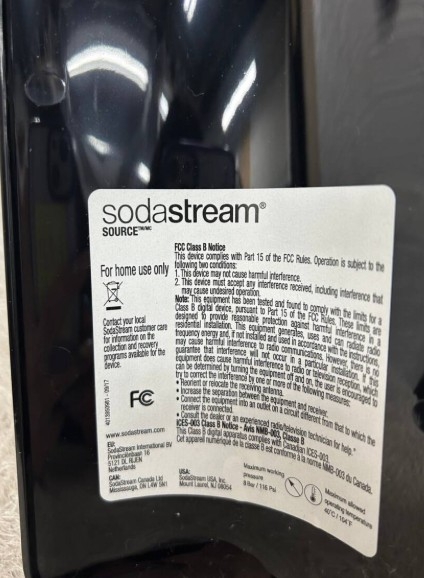 sodastream®
SOURCE™/MC
For home use only
Contact your local
SodaStream customer care
for information on the
collection and recovery
programs available for the
device.
FC
www.sodastream.com
EU:
SodaStream International BV
5121 DL RIJEN
Netherlands
CAN:
SodaStream Canada Ltd
Mississauga, ON L4W 5N1
USA:
SodaStream USA, Inc.
Mount Laurel, NJ 08054
FCC Class B Notice
This device complies with Part 15 of the FCC Rules. Operation is subject to the
following two conditions:
1. This device may not cause harmful interference.
2. This device must accept any interference received, including interference that
may cause undesired operation.
Note: This equipment has been tested and found to comply with the limits for a
Class B digital device, pursuant to Part 15 of the FCC Rules. These limits are
designed to provide reasonable protection against harmful interference in a
residential installation. This equipment generates, uses and can radiate radio
frequency energy and, if not installed and used in accordance with the instructions,
may cause harmful interference to radio communications. However, there is no
guarantee that interference will not occur in a particular installation. If this
equipment does cause harmful interference to radio or television reception, which
can be determined by turning the equipment off and on, the user is encouraged to
try to correct the interference by one or more of the following measures:
• Reorient or relocate the receiving antenna.
• Increase the separation between the equipment and receiver.
• Connect the equipment into an outlet on a circuit different from that to which the
receiver is connected.
• Consult the dealer or an experienced radio/television technician for help."
ICES-003 Class B Notice - Avis NMB-003, Classe B
This Class B digital apparatus complies with Canadian ICES-003.
Cet appareil numérique de la classe B est conforme à la norme NMB-003 du Canada.
Maximum working
pressure
8 Bar / 116 Psi
Maximum allowed
operating temperature
40°C / 104°F